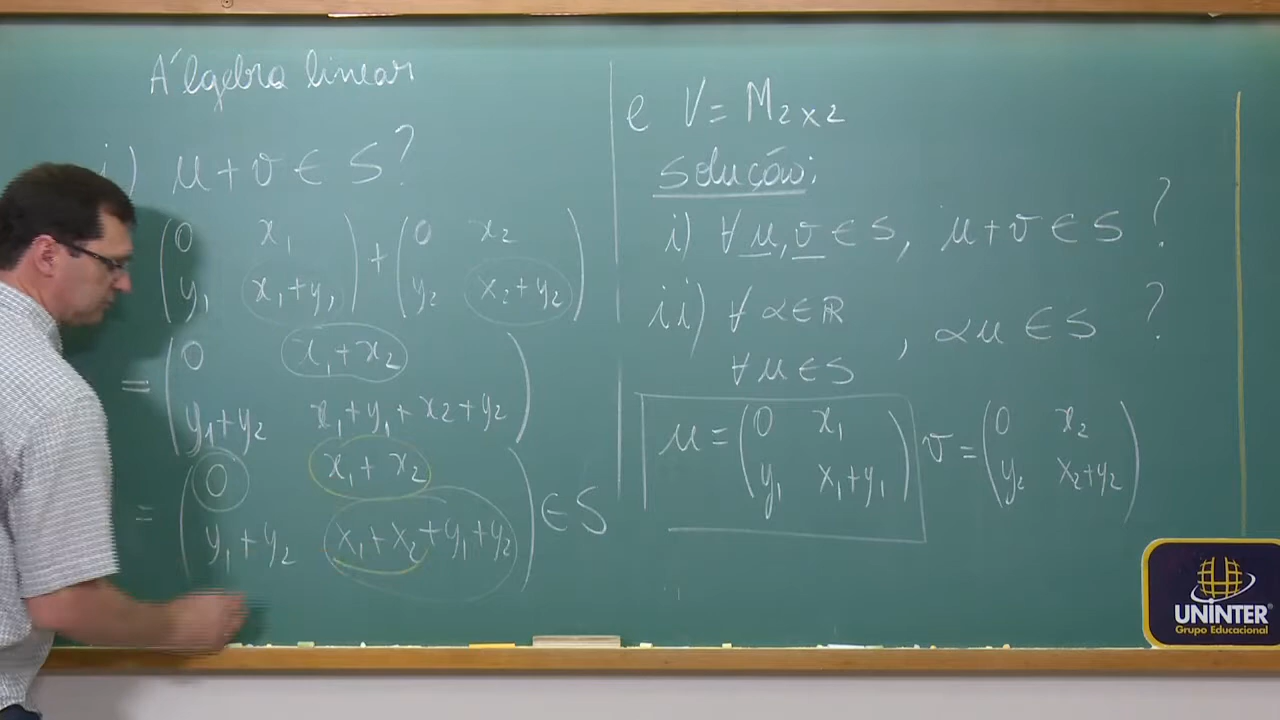 Álgebra linear
i) u + v ∈ S?
(0 x₁) + (0 x₂)
(y₁ x₁+y₁) (y₂ x₂+y₂)
= (0 x₁+x₂)
(y₁+y₂ x₁+y₁+x2+y₂)
= (0 x₁+x₂) ∈ S
(y₁+y₂ x₁+x₂+y₁+y₂)
e V = M₂ₓ₂
solução:
i) ∀ u, v ∈ S, u + v ∈ S ?
ii) ∀ α ∈ ℝ
∀ u ∈ S , αu ∈ S ?
u = (0 x₁) v = (0 x₂)
(y₁ x₁+y₁) (y₂ x₂+y₂)
UNINTER®
Grupo Educacional